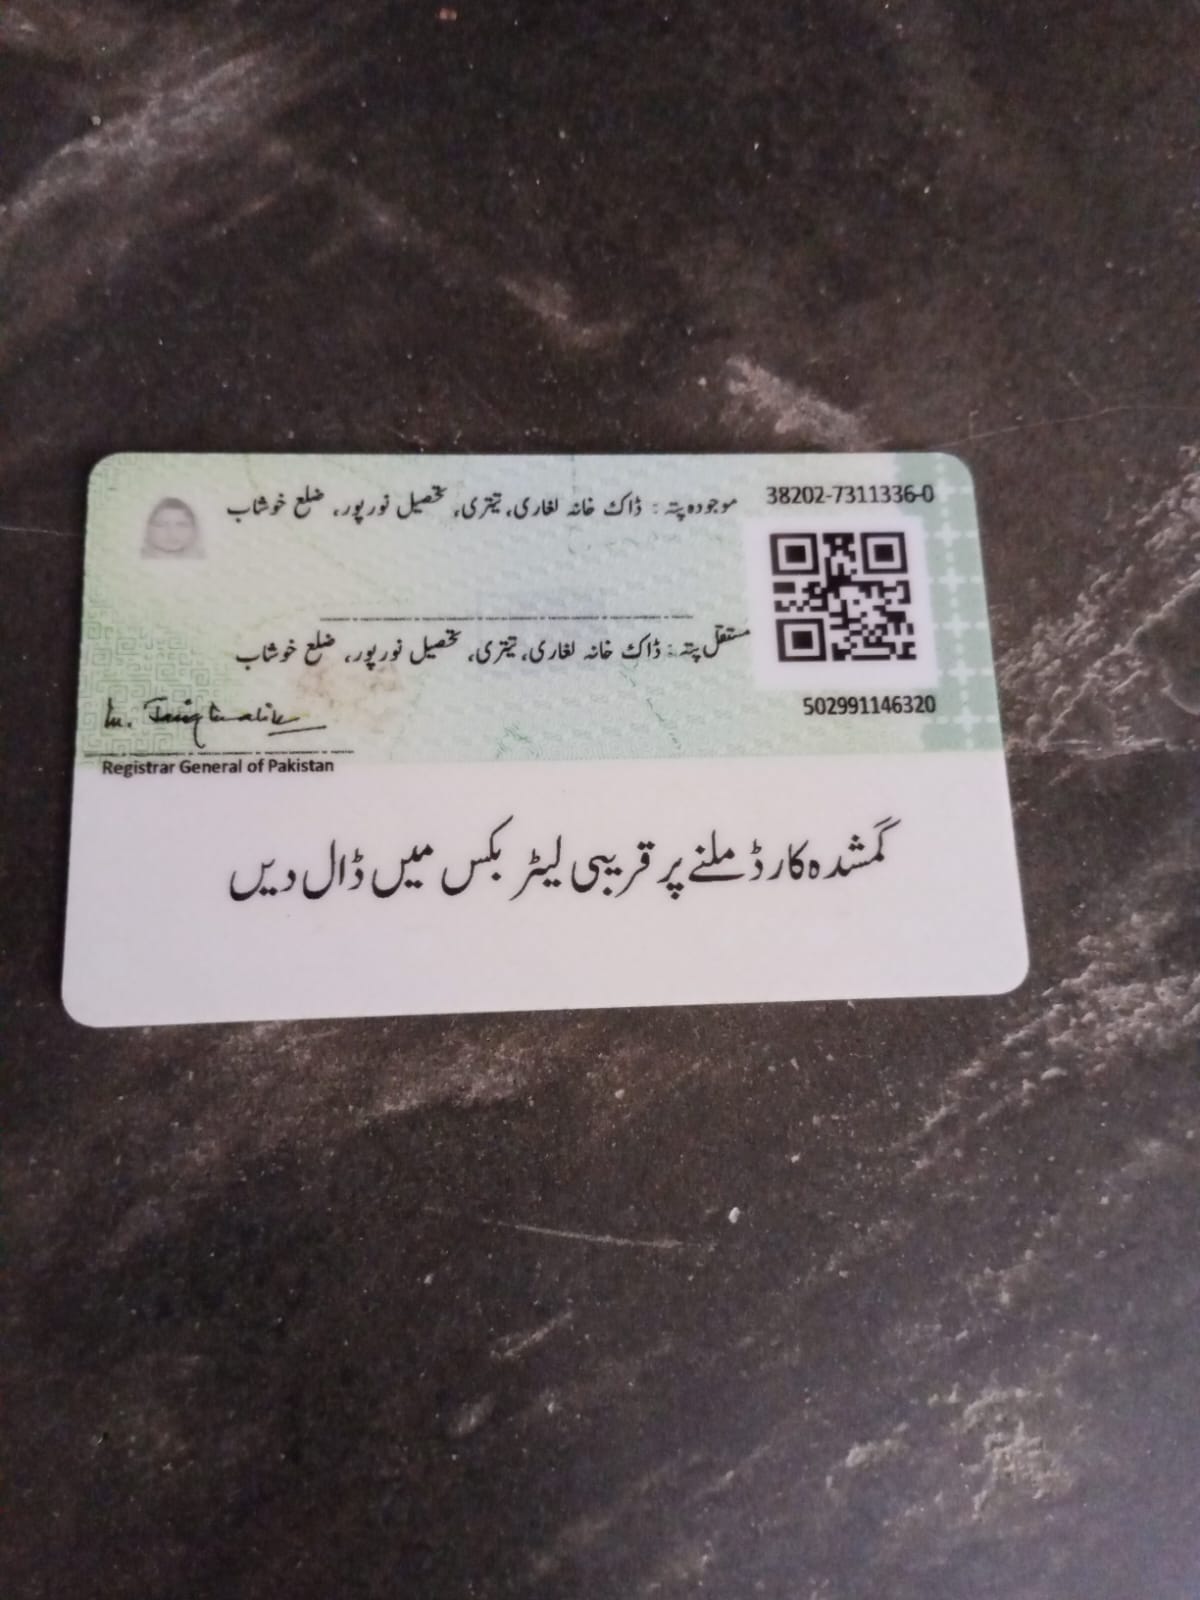 38202-7311336-0
موجودہ پتہ : ڈاک خانہ لغاری، تیتری، تحصیل نورپور، ضلع خوشاب
مستقل پتہ : ڈاک خانہ لغاری، تیتری، تحصیل نورپور، ضلع خوشاب
502991146320
Registrar General of Pakistan
گمشدہ کارڈ ملنے پر قریبی لیٹر بکس میں ڈال دیں